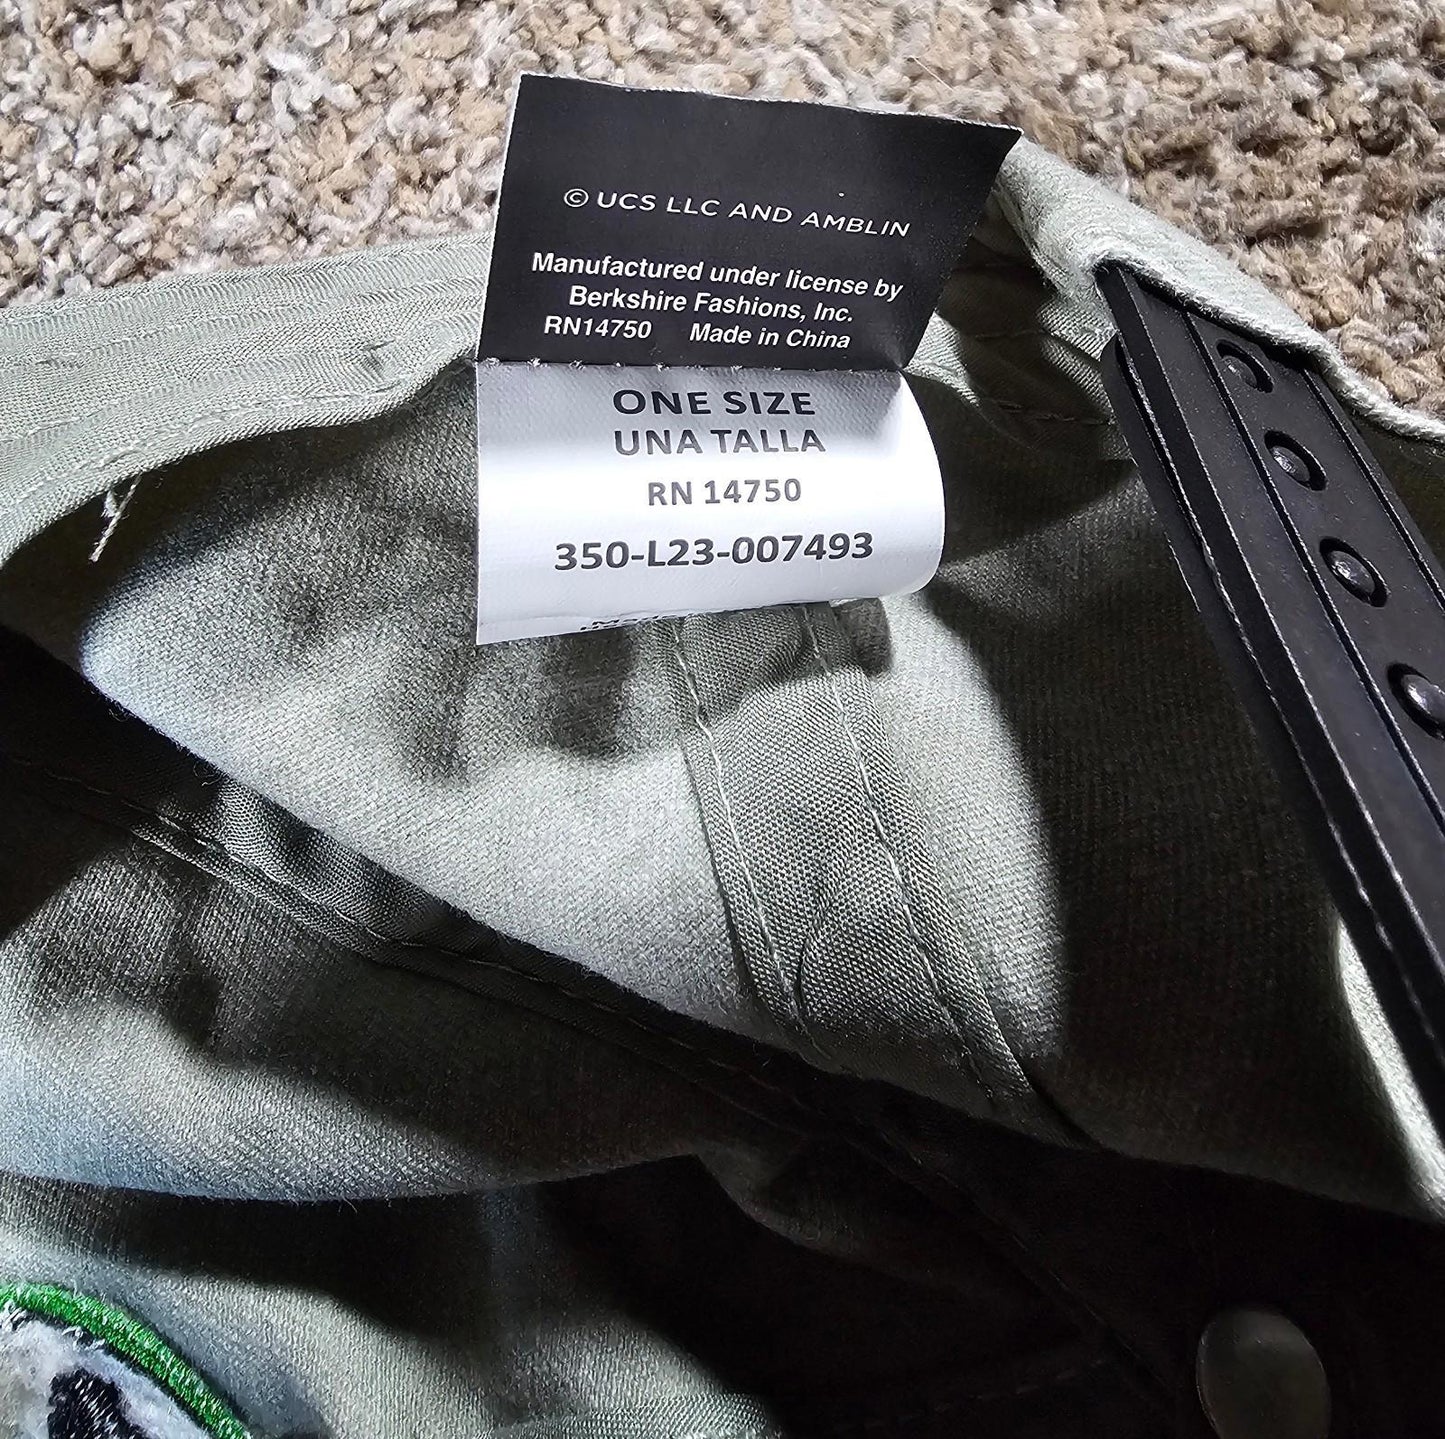 © UCS LLC AND AMBLIN
Manufactured under license by
Berkshire Fashions, Inc.
RN14750 Made in China
ONE SIZE
UNA TALLA
RN 14750
350-L23-007493